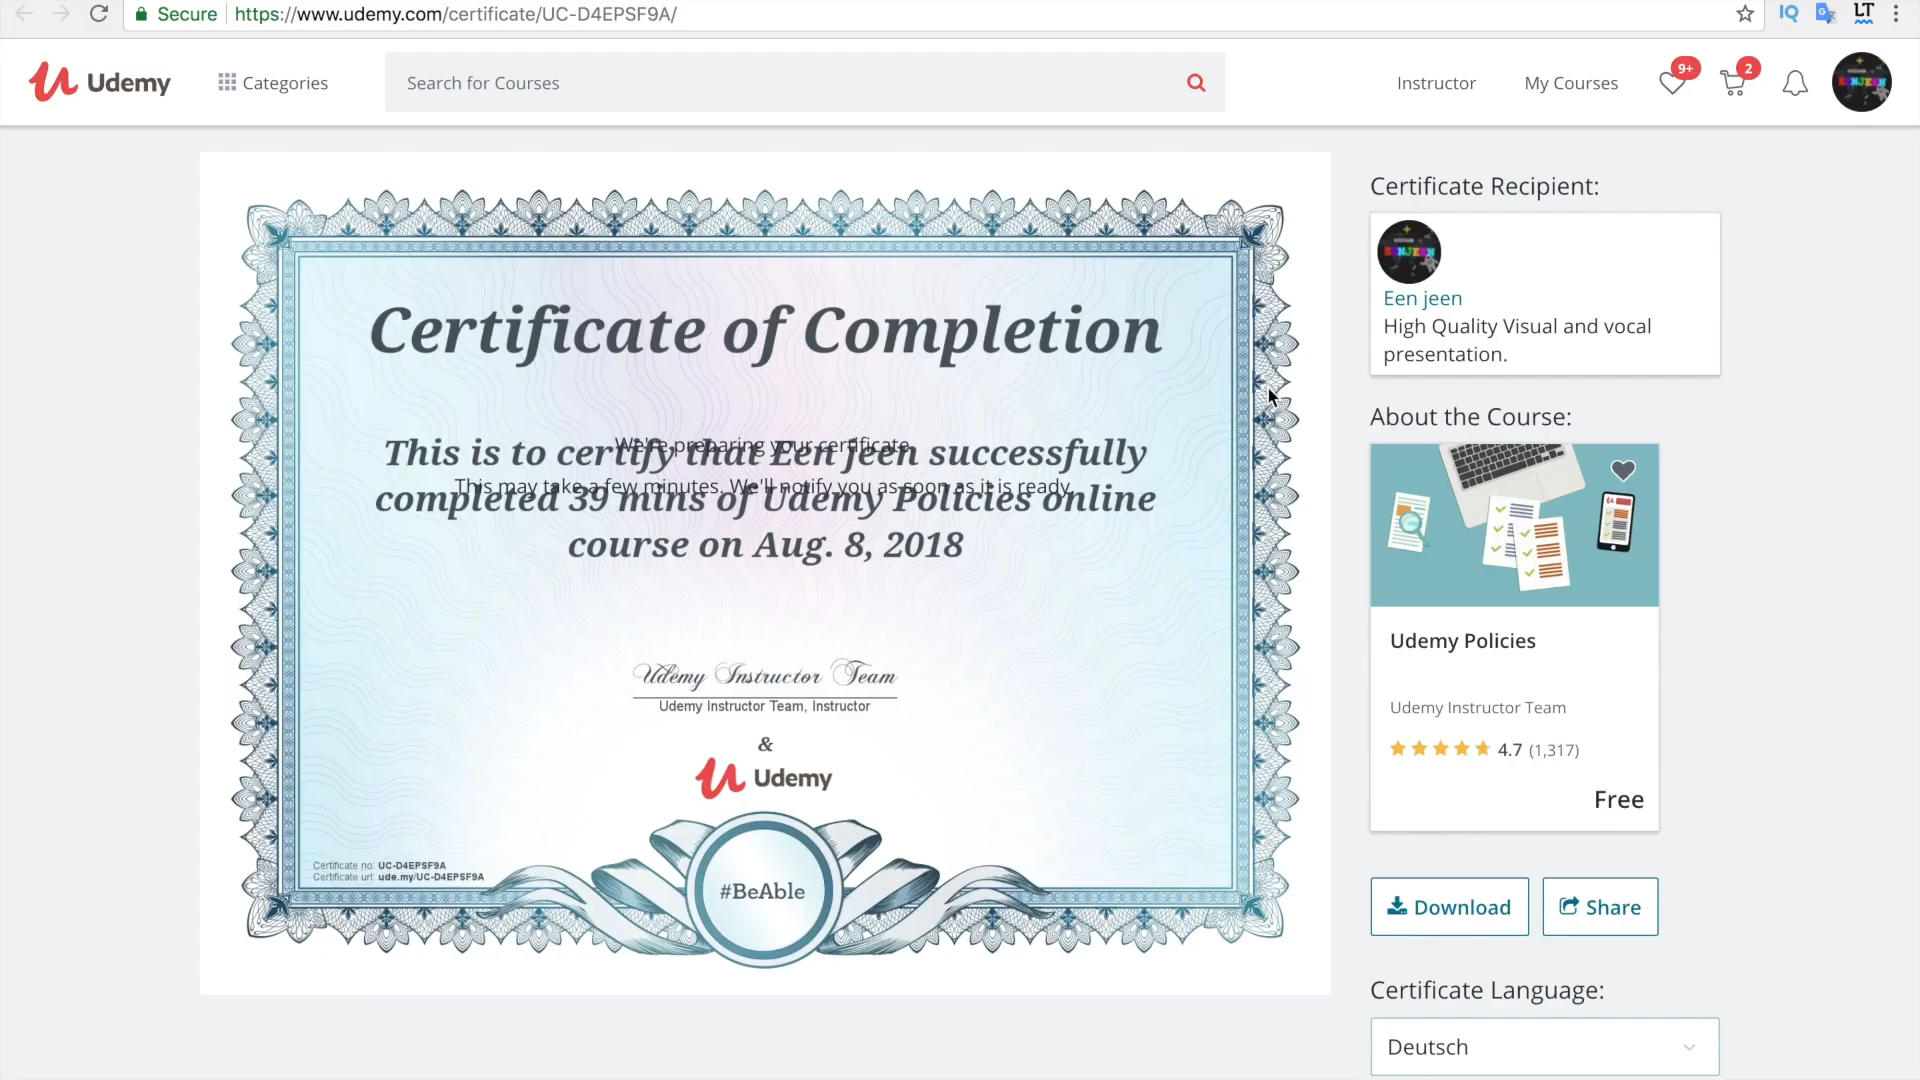 Secure https://www.udemy.com/certificate/UC-D4EPSF9A/
IQ
LT
Udemy
Categories
Search for Courses
Instructor
My Courses
9+
2
Certificate of Completion
We're preparing your certificate.
This is to certify that Een jeen successfully
This may take a few minutes. We'll notify you as soon as it is ready.
completed 39 mins of Udemy Policies online
course on Aug. 8, 2018
Udemy Instructor Team
Udemy Instructor Team, Instructor
&
Udemy
#BeAble
Certificate no: UC-D4EPSF9A
Certificate url: ude.my/UC-D4EPSF9A
Certificate Recipient:
EENJEEN
Een jeen
High Quality Visual and vocal
presentation.
About the Course:
Udemy Policies
Udemy Instructor Team
4.7 (1,317)
Free
Download
Share
Certificate Language:
Deutsch